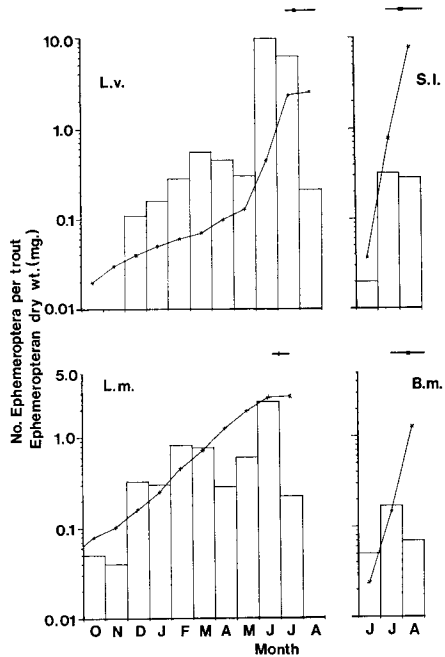 No. Ephemeroptera per trout
Ephemeropteran dry wt.(mg.)
10.0
1.0
0.1
0.01
L.v.
S.I.
5.0
1.0
0.1
0.01
L.m.
B.m.
O N D J F M A M J J A
J J A
Month